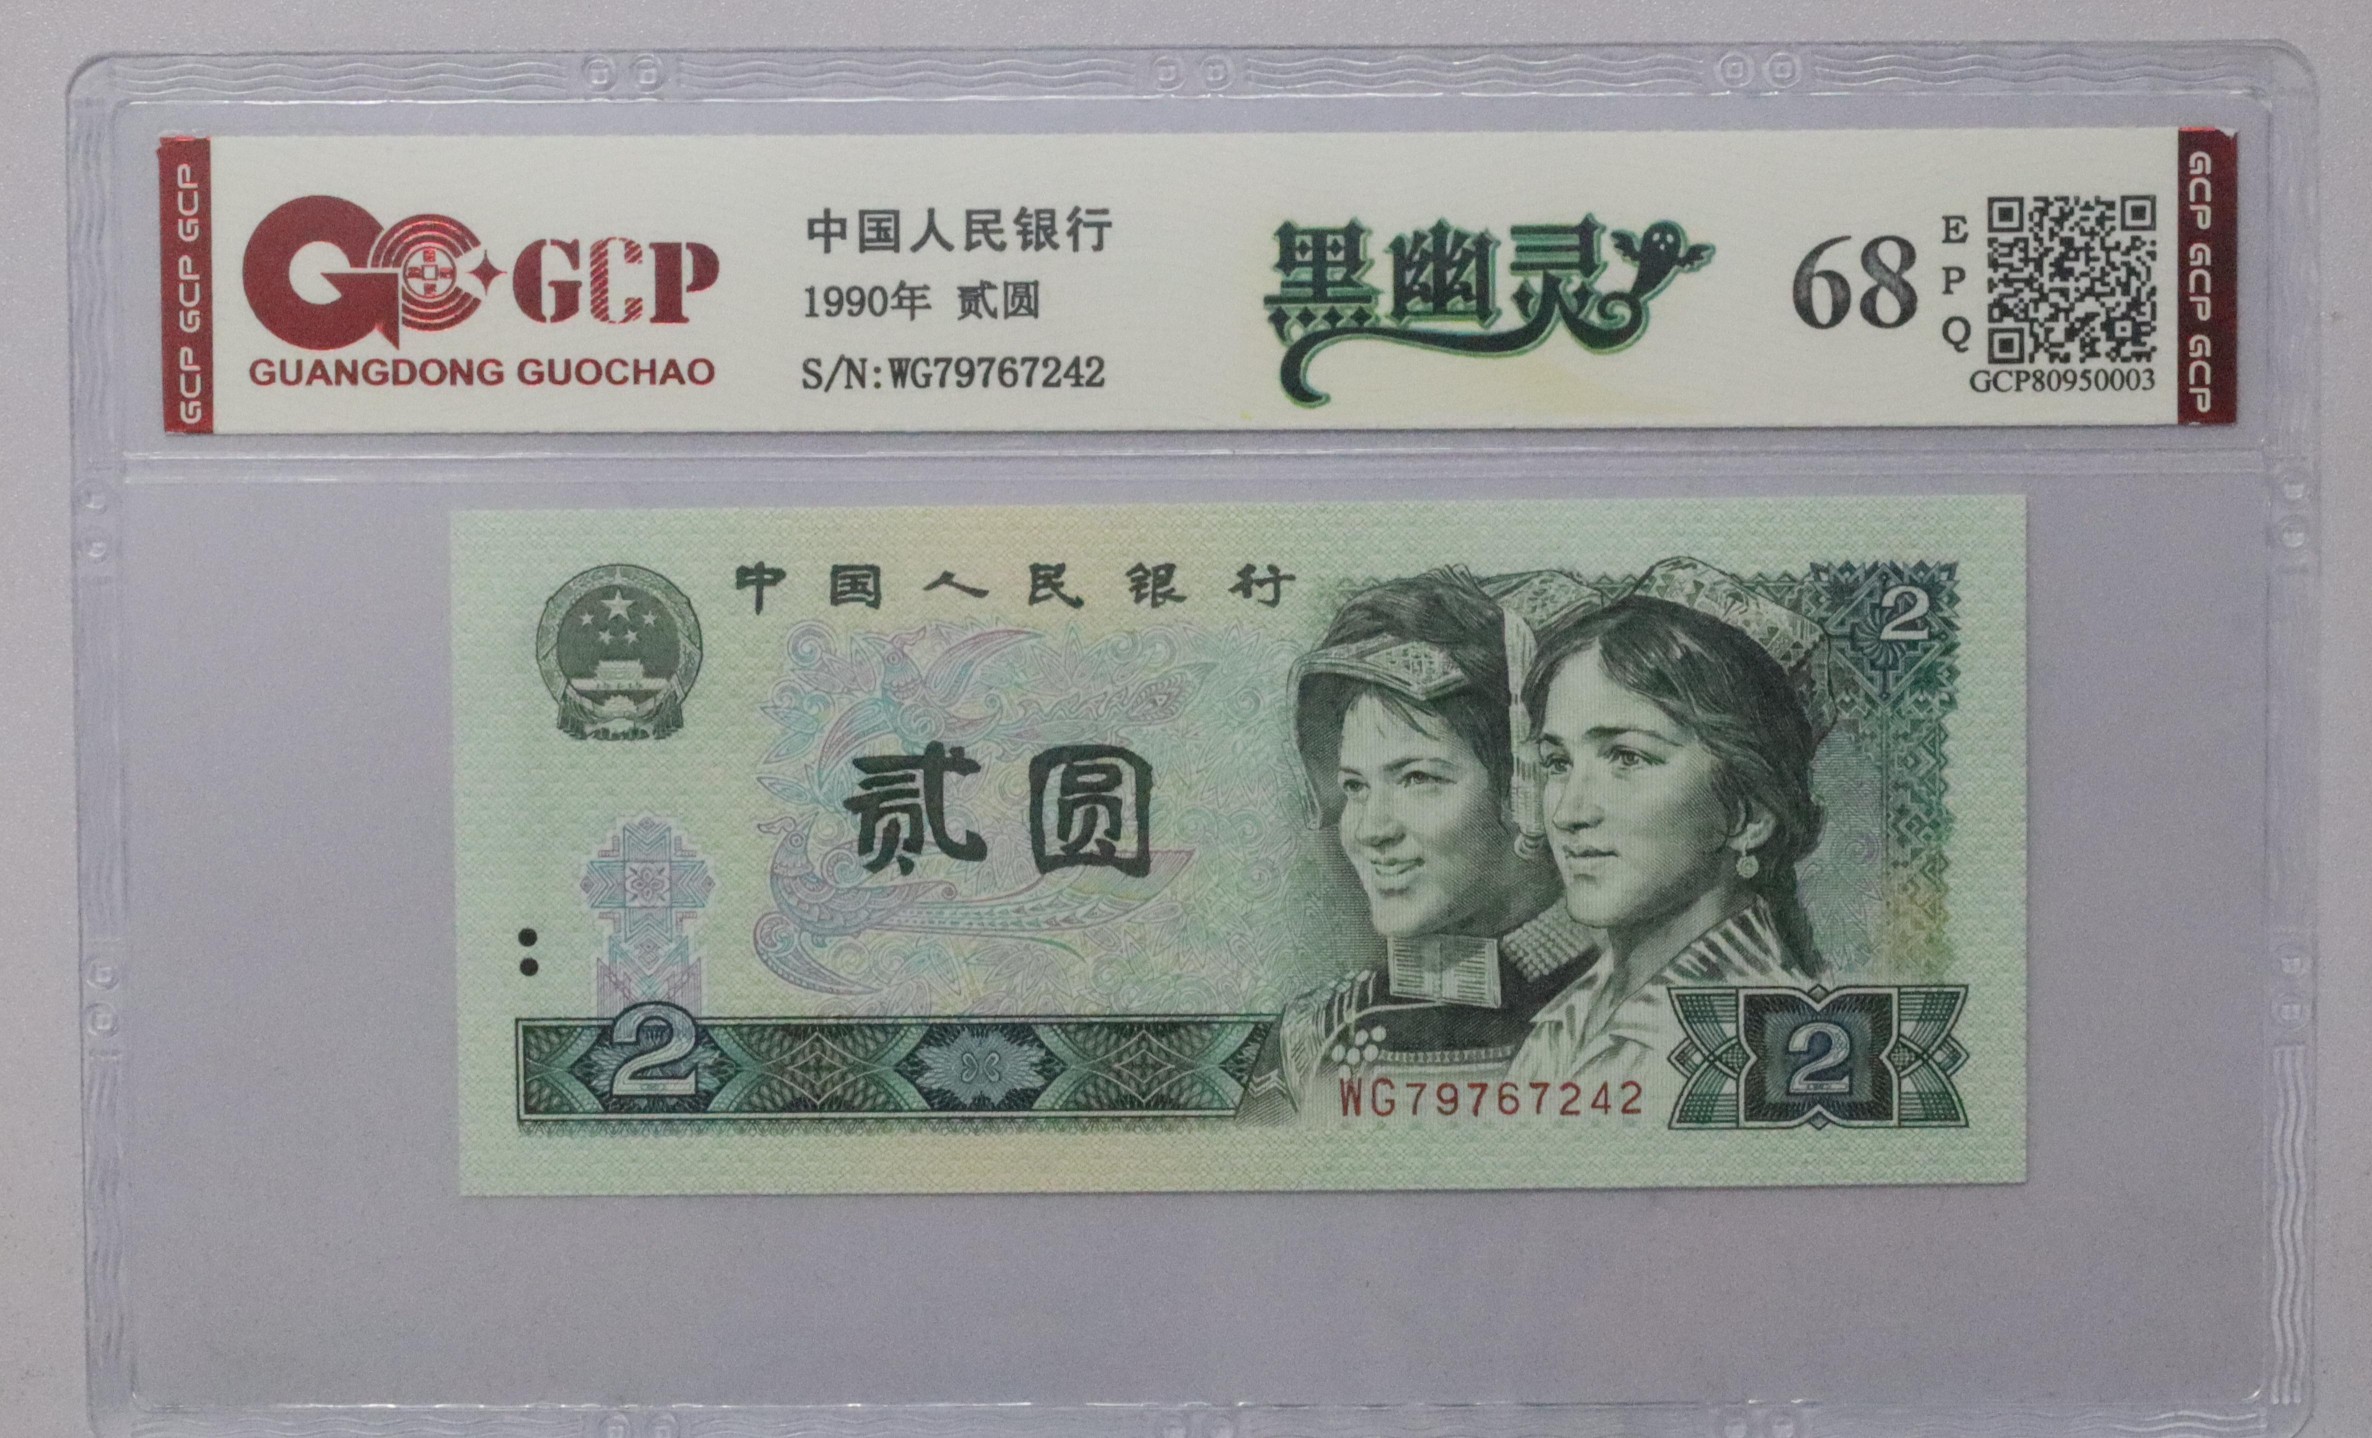 GCP GCP GCP
GCP
GUANGDONG GUOCHAO
中国人民银行
1990年 贰圆
S/N:WG79767242
黑幽灵
68
E
P
Q
GCP80950003
GCP GCP GCP
中国人民银行
2
贰圆
2
WG79767242
2